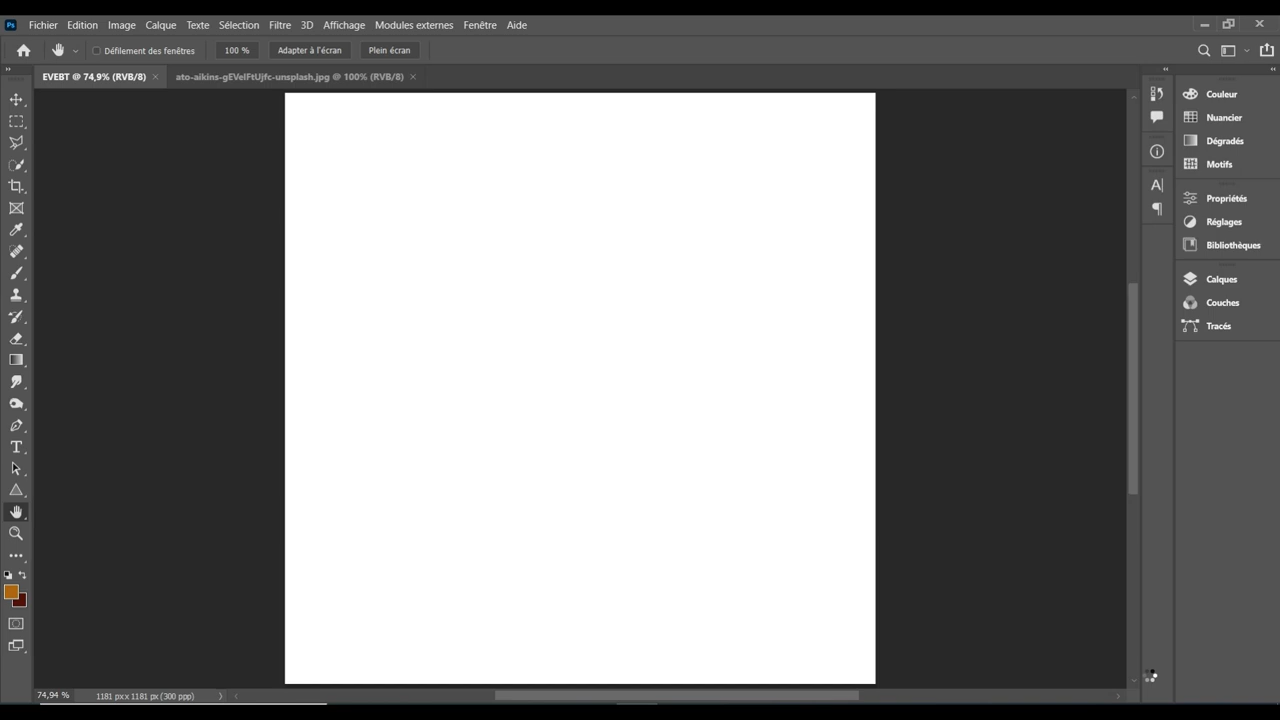 Ps Fichier Edition Image Calque Texte Sélection Filtre 3D Affichage Modules externes Fenêtre Aide
Défilement des fenêtres 100 % Adapter à l'écran Plein écran
EVEBT @ 74,9% (RVB/8) ato-aikins-gEVelFtUjfc-unsplash.jpg @ 100% (RVB/8)
Couleur
Nuancier
Dégradés
Motifs
Propriétés
Réglages
Bibliothèques
Calques
Couches
Tracés
74,94 % 1181 px x 1181 px (300 ppp)